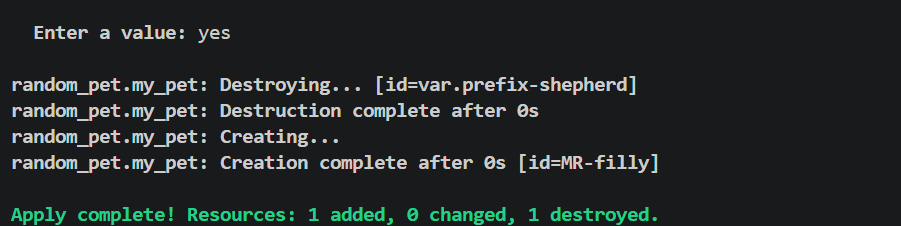 Enter a value: yes
random_pet.my_pet: Destroying... [id=var.prefix-shepherd]
random_pet.my_pet: Destruction complete after 0s
random_pet.my_pet: Creating...
random_pet.my_pet: Creation complete after 0s [id=MR-filly]
Apply complete! Resources: 1 added, 0 changed, 1 destroyed.